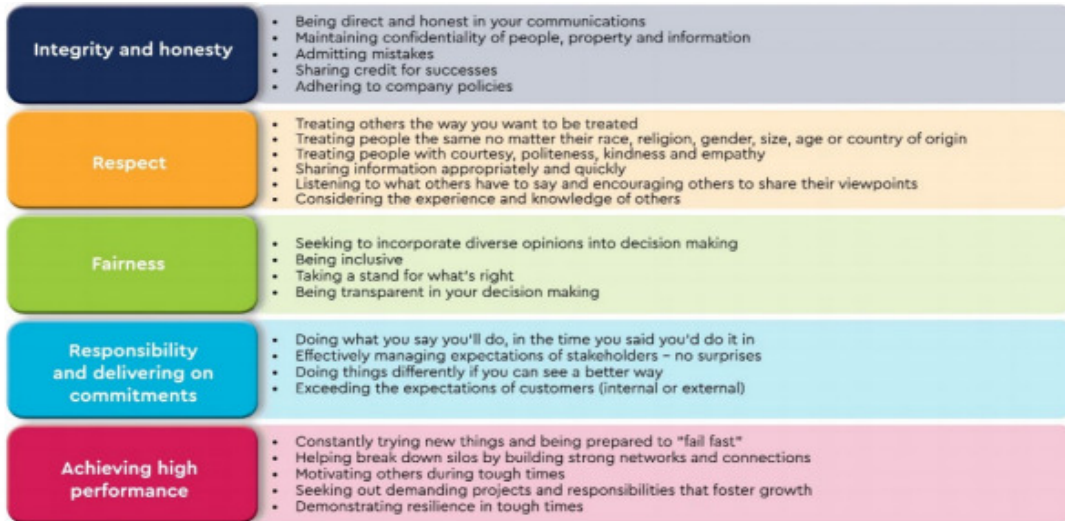 Integrity and honesty
• Being direct and honest in your communications
• Maintaining confidentiality of people, property and information
• Admitting mistakes
• Sharing credit for successes
• Adhering to company policies
Respect
• Treating others the way you want to be treated
• Treating people the same no matter their race, religion, gender, size, age or country of origin
• Treating people with courtesy, politeness, kindness and empathy
• Sharing information appropriately and quickly
• Listening to what others have to say and encouraging others to share their viewpoints
• Considering the experience and knowledge of others
Fairness
• Seeking to incorporate diverse opinions into decision making
• Being inclusive
• Taking a stand for what's right
• Being transparent in your decision making
Responsibility
and delivering on
commitments
• Doing what you say you'll do, in the time you said you'd do it in
• Effectively managing expectations of stakeholders – no surprises
• Doing things differently if you can see a better way
• Exceeding the expectations of customers (internal or external)
Achieving high
performance
• Constantly trying new things and being prepared to "fail fast"
• Helping break down silos by building strong networks and connections
• Motivating others during tough times
• Seeking out demanding projects and responsibilities that foster growth
• Demonstrating resilience in tough times